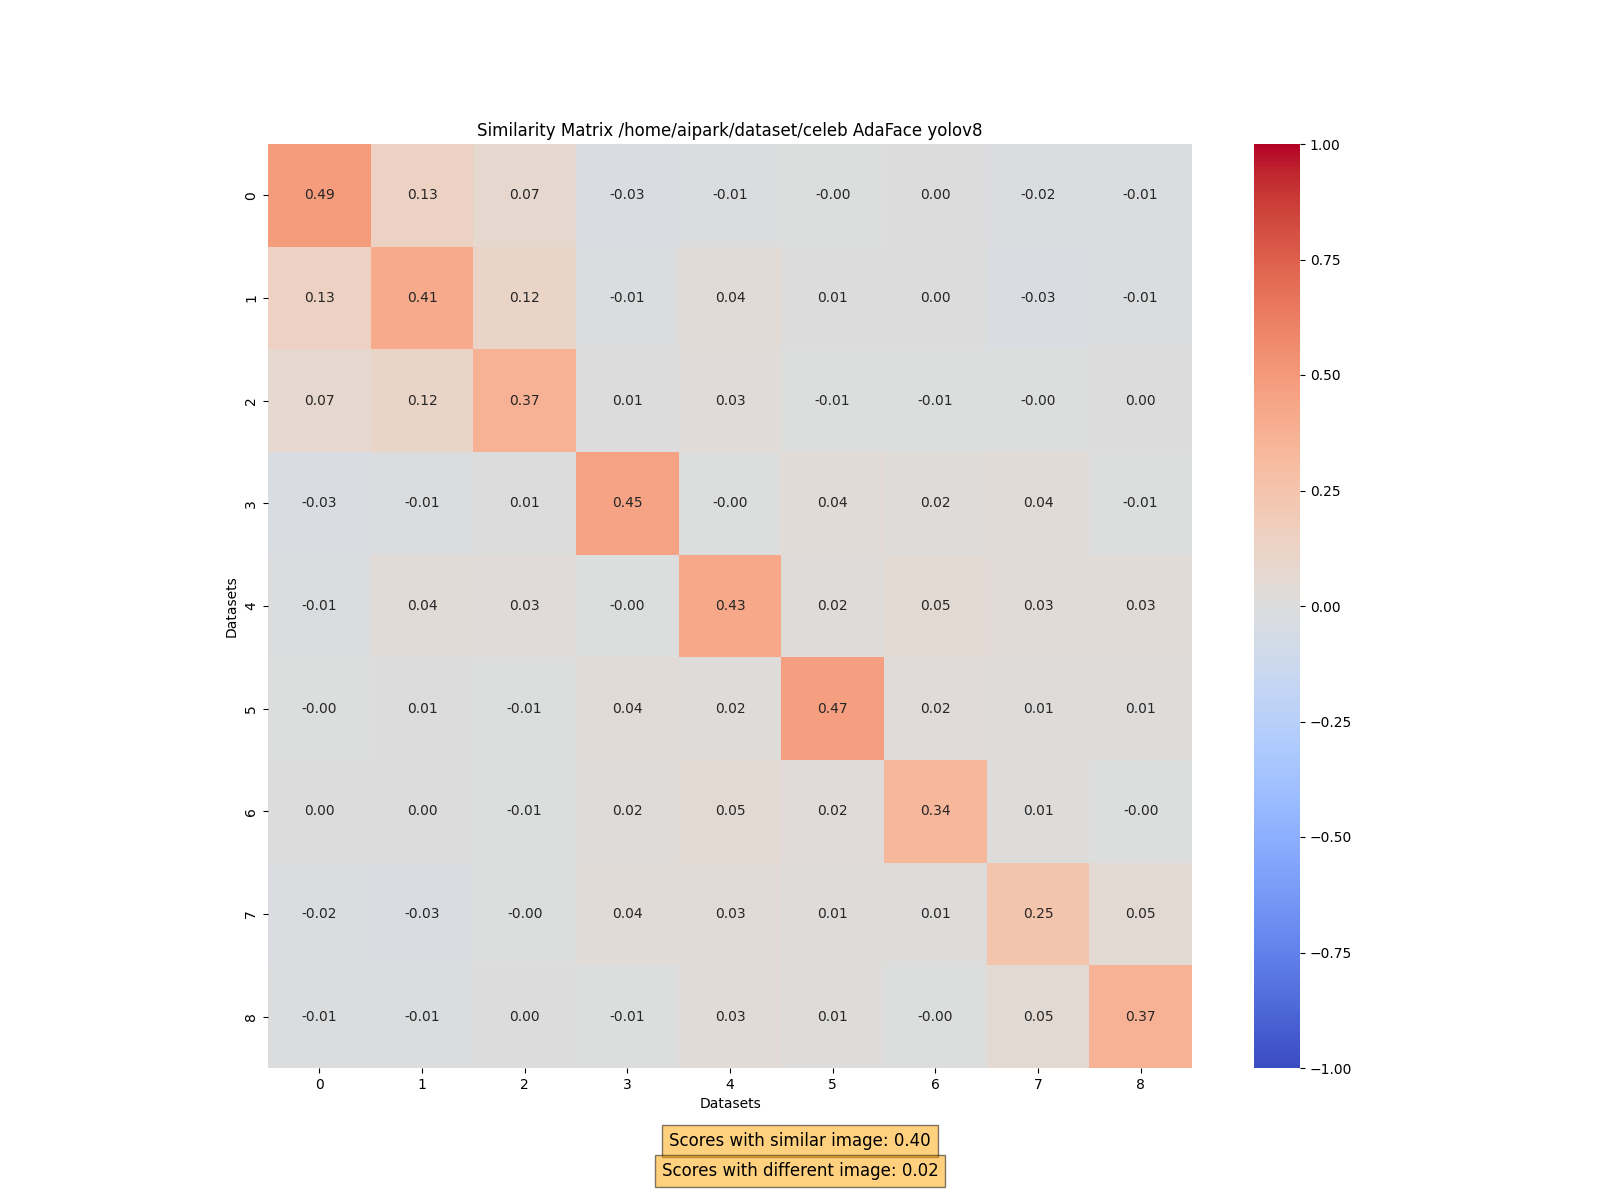 Similarity Matrix /home/aipark/dataset/celeb AdaFace yolov8
0 0.49 0.13 0.07 -0.03 -0.01 -0.00 0.00 -0.02 -0.01
1 0.13 0.41 0.12 -0.01 0.04 0.01 0.00 -0.03 -0.01
2 0.07 0.12 0.37 0.01 0.03 -0.01 -0.01 -0.00 0.00
3 -0.03 -0.01 0.01 0.45 -0.00 0.04 0.02 0.04 -0.01
4 -0.01 0.04 0.03 -0.00 0.43 0.02 0.05 0.03 0.03
5 -0.00 0.01 -0.01 0.04 0.02 0.47 0.02 0.01 0.01
6 0.00 0.00 -0.01 0.02 0.05 0.02 0.34 0.01 -0.00
7 -0.02 -0.03 -0.00 0.04 0.03 0.01 0.01 0.25 0.05
8 -0.01 -0.01 0.00 -0.01 0.03 0.01 -0.00 0.05 0.37
0 1 2 3 4 5 6 7 8
Datasets
Datasets
1.00
0.75
0.50
0.25
0.00
−0.25
−0.50
−0.75
−1.00
Scores with similar image: 0.40
Scores with different image: 0.02